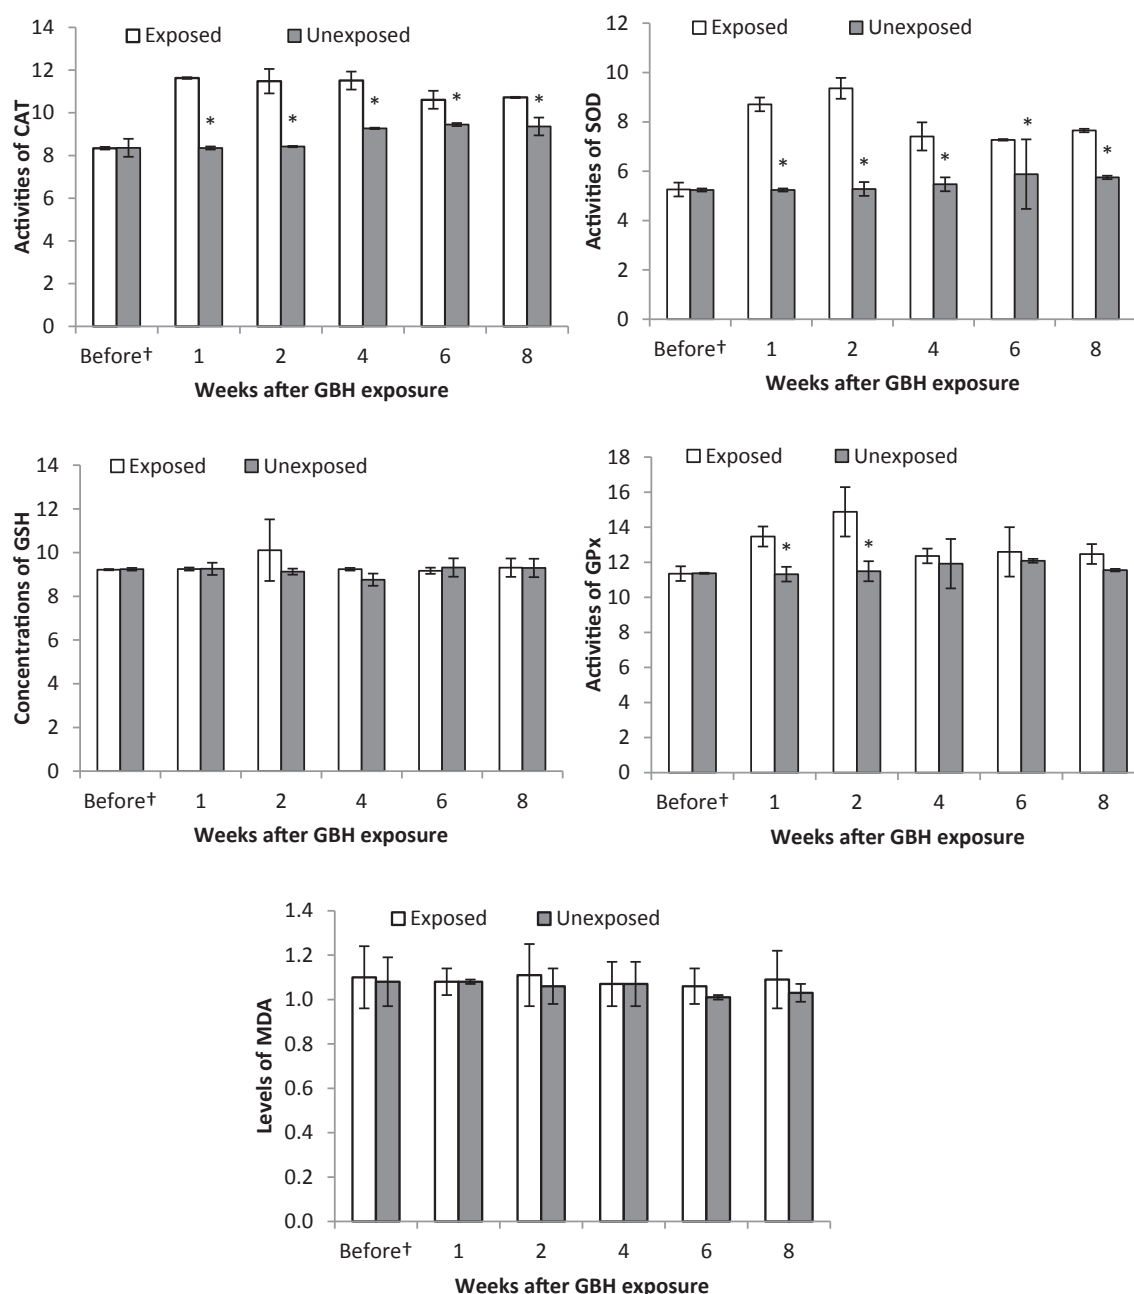 Activities of CAT
14
12
10
8
6
4
2
0
Exposed Unexposed
* * * * *
Before† 1 2 4 6 8
Weeks after GBH exposure
Activities of SOD
12
10
8
6
4
2
0
Exposed Unexposed
* * * * *
Before† 1 2 4 6 8
Weeks after GBH exposure
Concentrations of GSH
14
12
10
8
6
4
2
0
Exposed Unexposed
Before† 1 2 4 6 8
Weeks after GBH exposure
Activities of GPx
18
16
14
12
10
8
6
4
2
0
Exposed Unexposed
* *
Before† 1 2 4 6 8
Weeks after GBH exposure
Levels of MDA
1.4
1.2
1.0
0.8
0.6
0.4
0.2
0.0
Exposed Unexposed
Before† 1 2 4 6 8
Weeks after GBH exposure